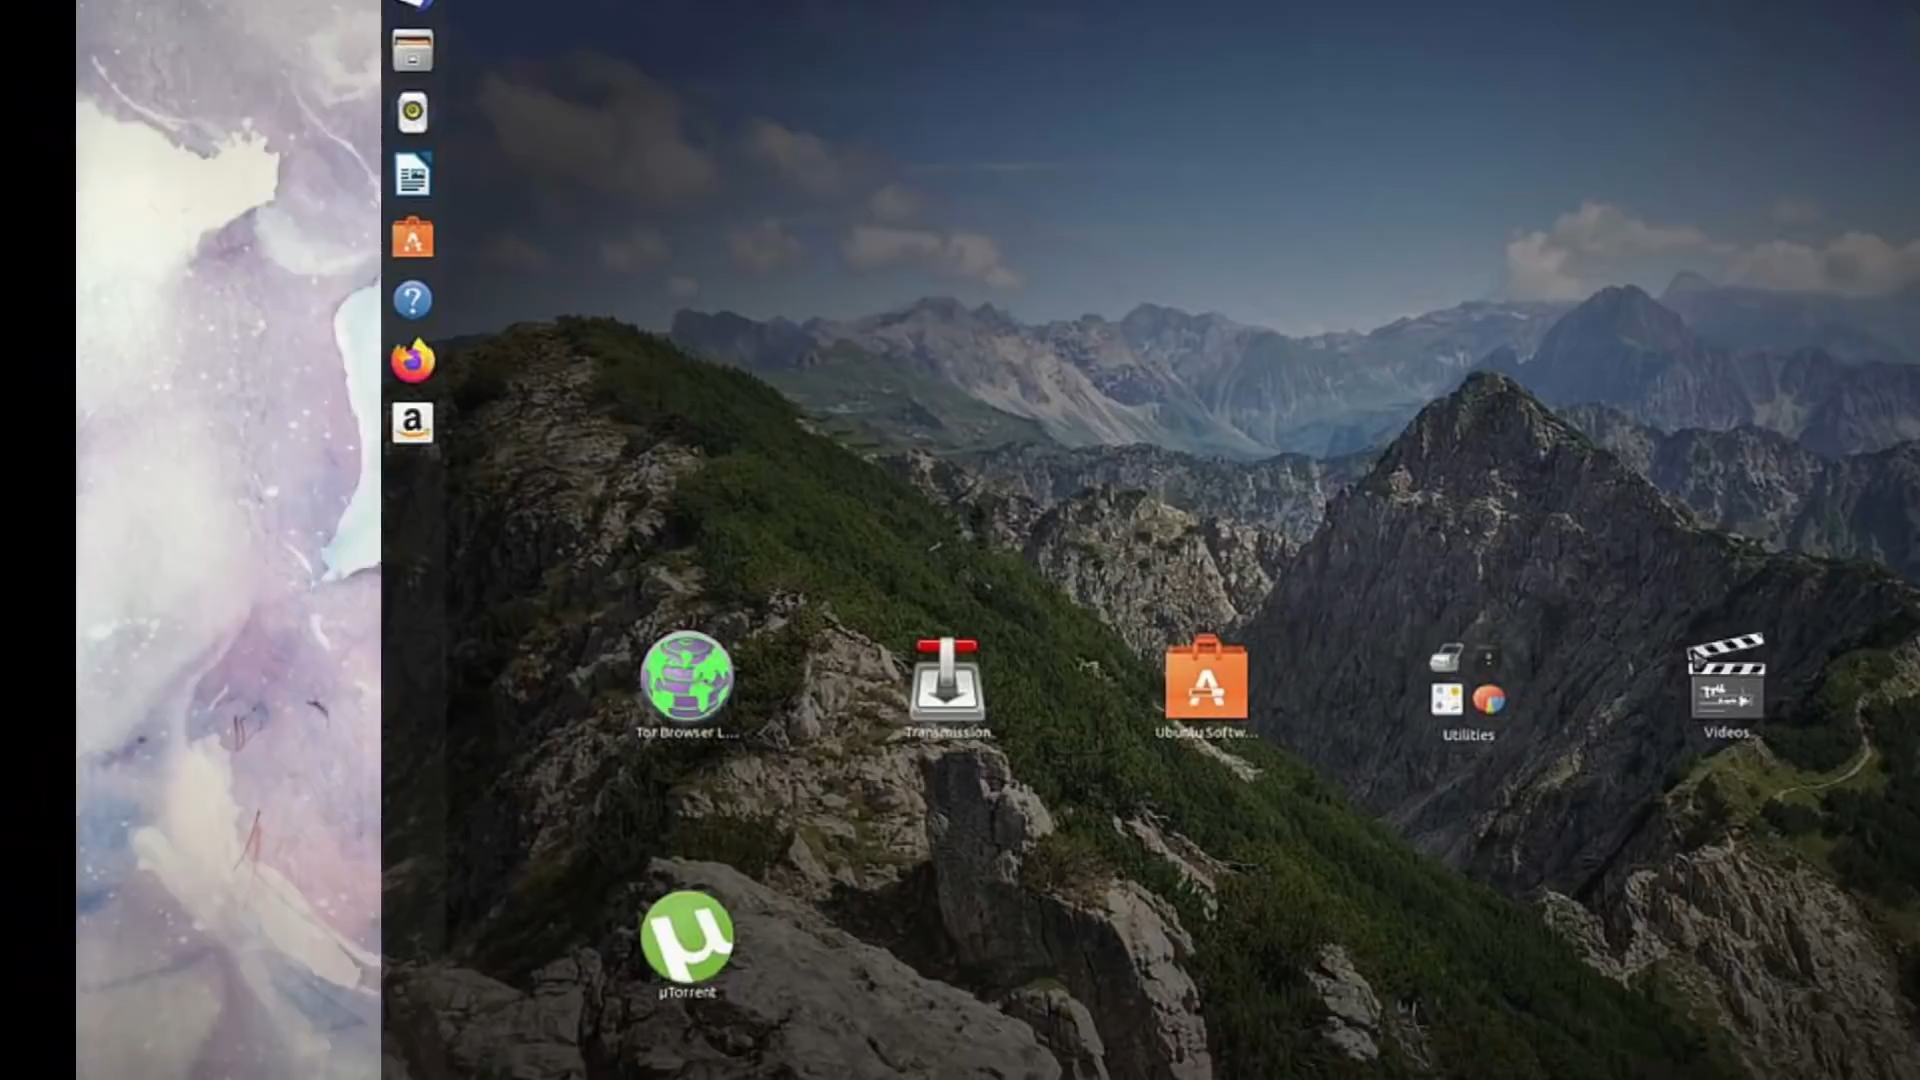 a
Tor Browser L...
Transmission
Ubuntu Softw...
Utilities
Videos
µ
µTorrent